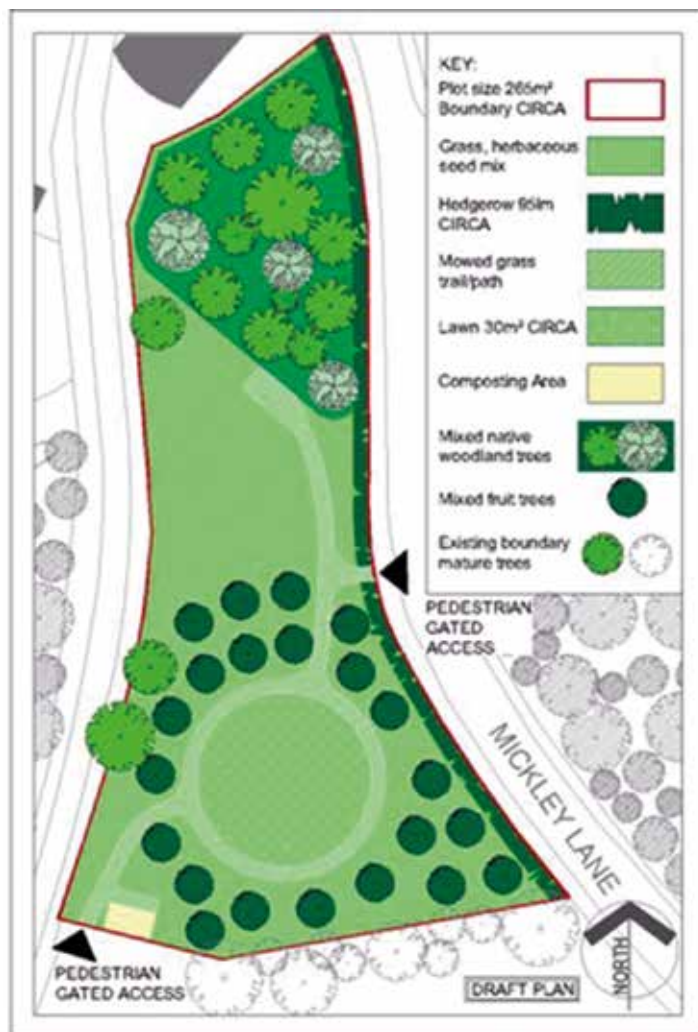 KEY:
Plot size 265m²
Boundary CIRCA
Grass, herbaceous
seed mix
Hedgerow 95lm
CIRCA
Mowed grass
trail/path
Lawn 30m² CIRCA
Composting Area
Mixed native
woodland trees
Mixed fruit trees
Existing boundary
mature trees
PEDESTRIAN
GATED
ACCESS
MICKLEY LANE
PEDESTRIAN
GATED ACCESS
DRAFT PLAN
NORTH